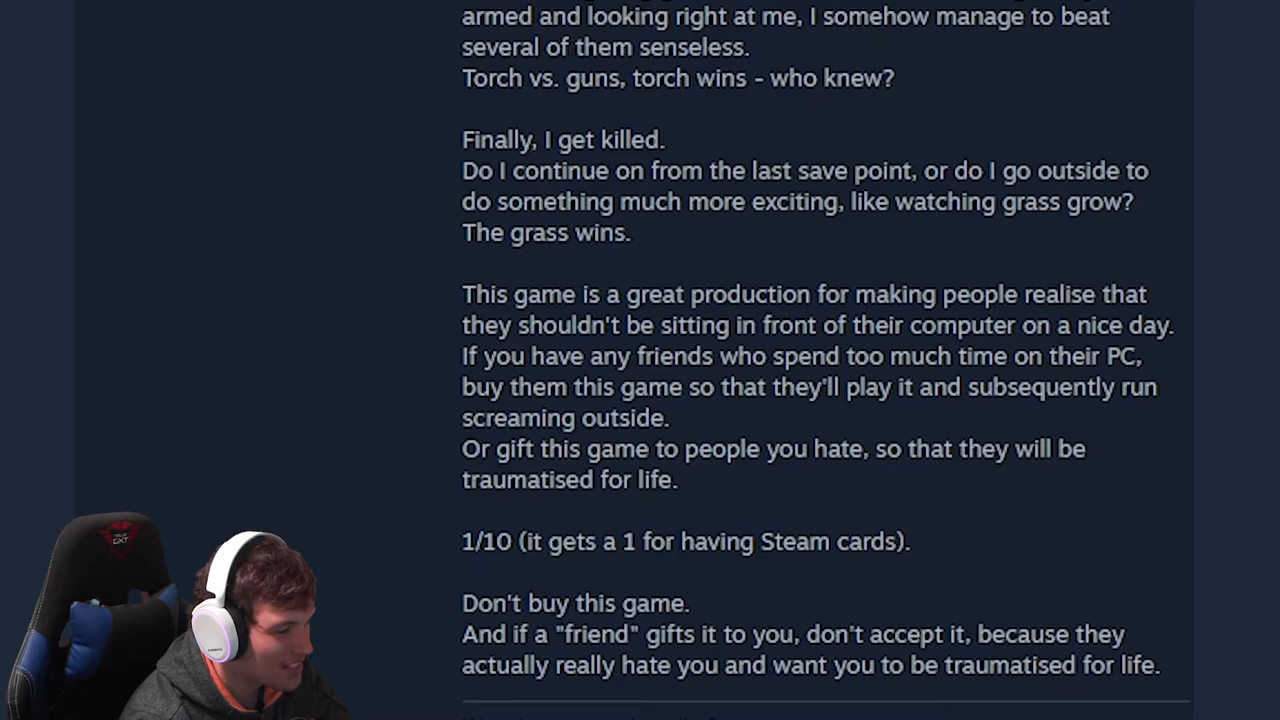 armed and looking right at me, I somehow manage to beat
several of them senseless.
Torch vs. guns, torch wins - who knew?
Finally, I get killed.
Do I continue on from the last save point, or do I go outside to
do something much more exciting, like watching grass grow?
The grass wins.
This game is a great production for making people realise that
they shouldn't be sitting in front of their computer on a nice day.
If you have any friends who spend too much time on their PC,
buy them this game so that they'll play it and subsequently run
screaming outside.
Or gift this game to people you hate, so that they will be
traumatised for life.
1/10 (it gets a 1 for having Steam cards).
Don't buy this game.
And if a "friend" gifts it to you, don't accept it, because they
actually really hate you and want you to be traumatised for life.
GXT